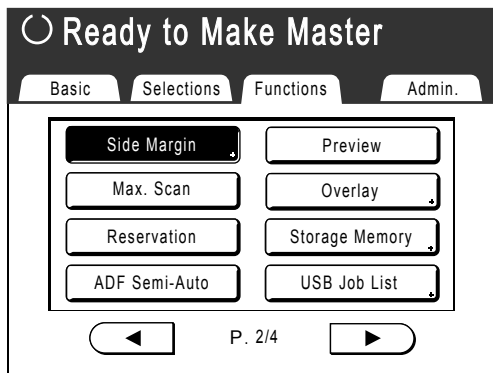 Ready to Make Master
Basic Selections Functions Admin.
Side Margin Preview
Max. Scan Overlay
Reservation Storage Memory
ADF Semi-Auto USB Job List
P. 2/4